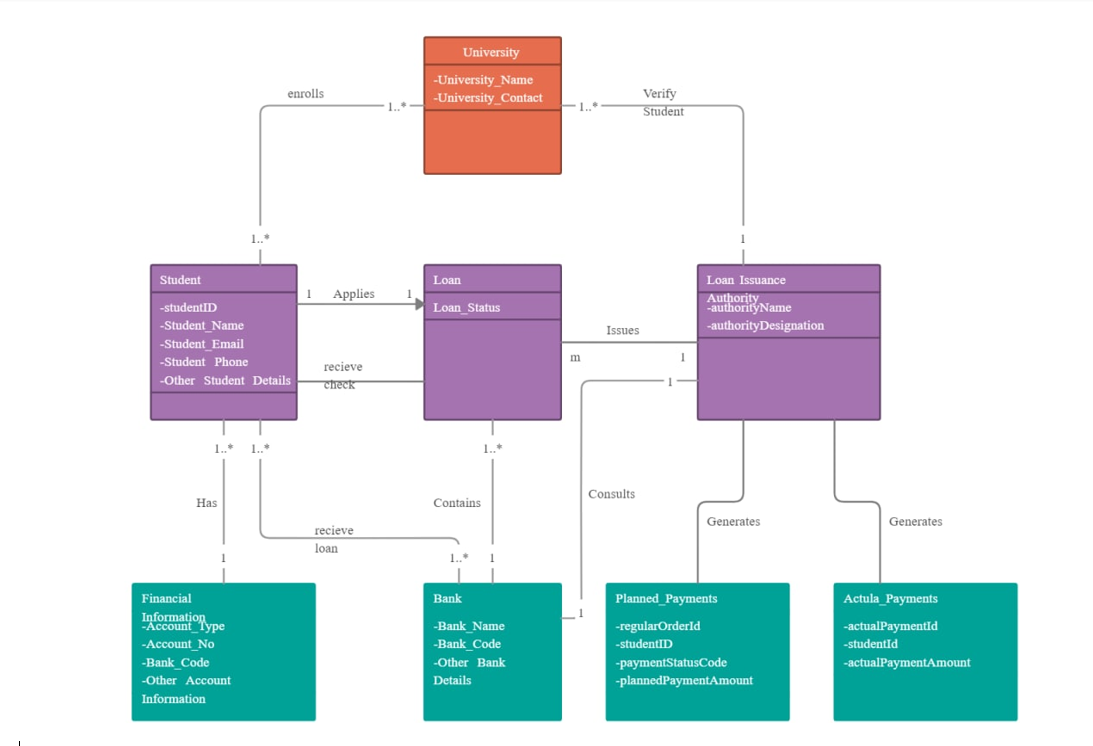 University
-University_Name
-University_Contact
enrolls
1..*
1..*
Verify
Student
1..*
1
Student
-studentID
-Student_Name
-Student_Email
-Student Phone
-Other Student Details
1 Applies 1
recieve
check
Loan
Loan_Status
Issues
m 1
1
Loan Issuance
Authority
-authorityName
-authorityDesignation
1..*
1..*
1..*
Has
Contains
Consults
recieve
loan
Generates
Generates
1
1..*
1
1
Financial
Information
-Account_Type
-Account_No
-Bank_Code
-Other Account
Information
Bank
-Bank_Name
-Bank_Code
-Other Bank
Details
Planned_Payments
-regularOrderId
-studentID
-paymentStatusCode
-plannedPaymentAmount
Actula_Payments
-actualPaymentId
-studentId
-actualPaymentAmount